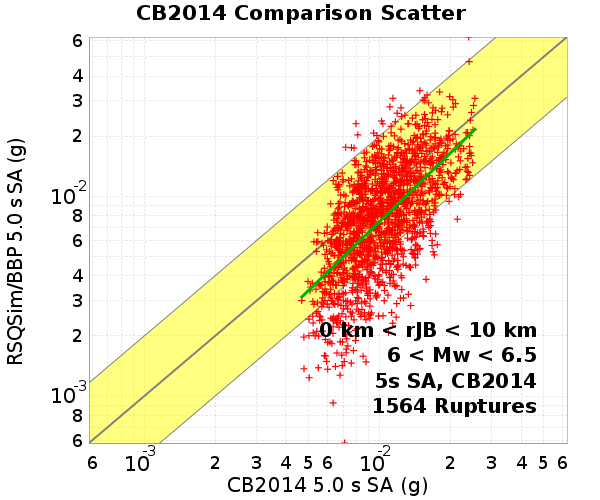 CB2014 Comparison Scatter
RSQSim/BBP 5.0 s SA (g)
6
4
3
2
10⁻²
8
6
4
3
2
10⁻³
8
6
0 km < rJB < 10 km
6 < Mw < 6.5
5s SA, CB2014
1564 Ruptures
6 10⁻³ 2 3 4 5 6 10⁻² 2 3 4 5 6
CB2014 5.0 s SA (g)